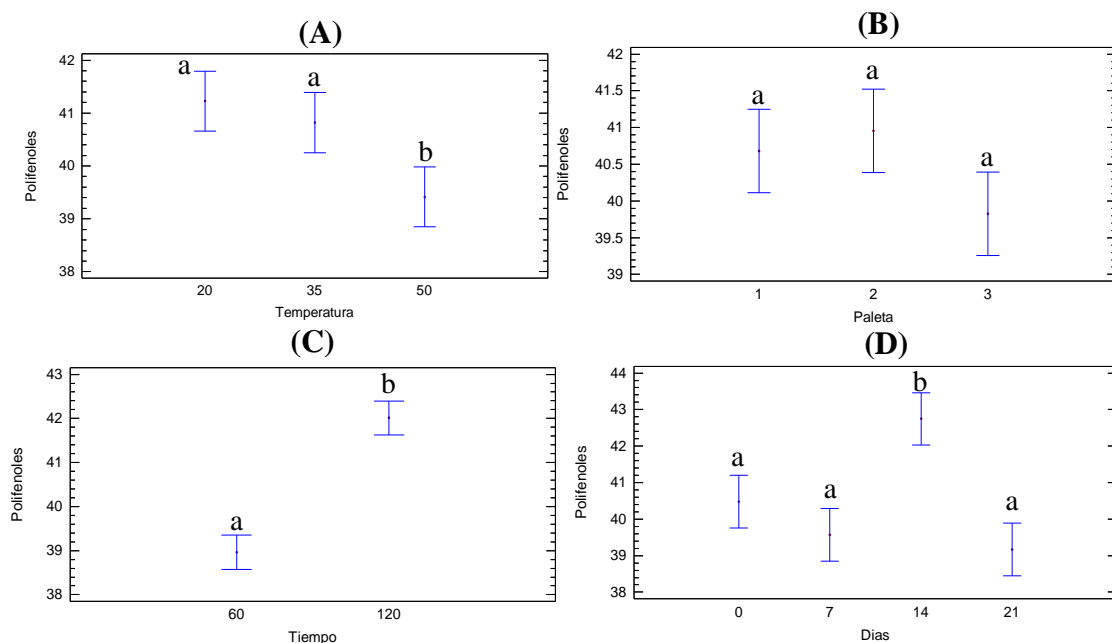 (A)
42
41
40
39
38
Polifenoles
a
a
b
20 35 50
Temperatura
(B)
42
41.5
41
40.5
40
39.5
39
Polifenoles
a
a
a
1 2 3
Paleta
(C)
43
42
41
40
39
38
Polifenoles
a
b
60 120
Tiempo
(D)
44
43
42
41
40
39
38
Polifenoles
a
a
b
a
0 7 14 21
Dias